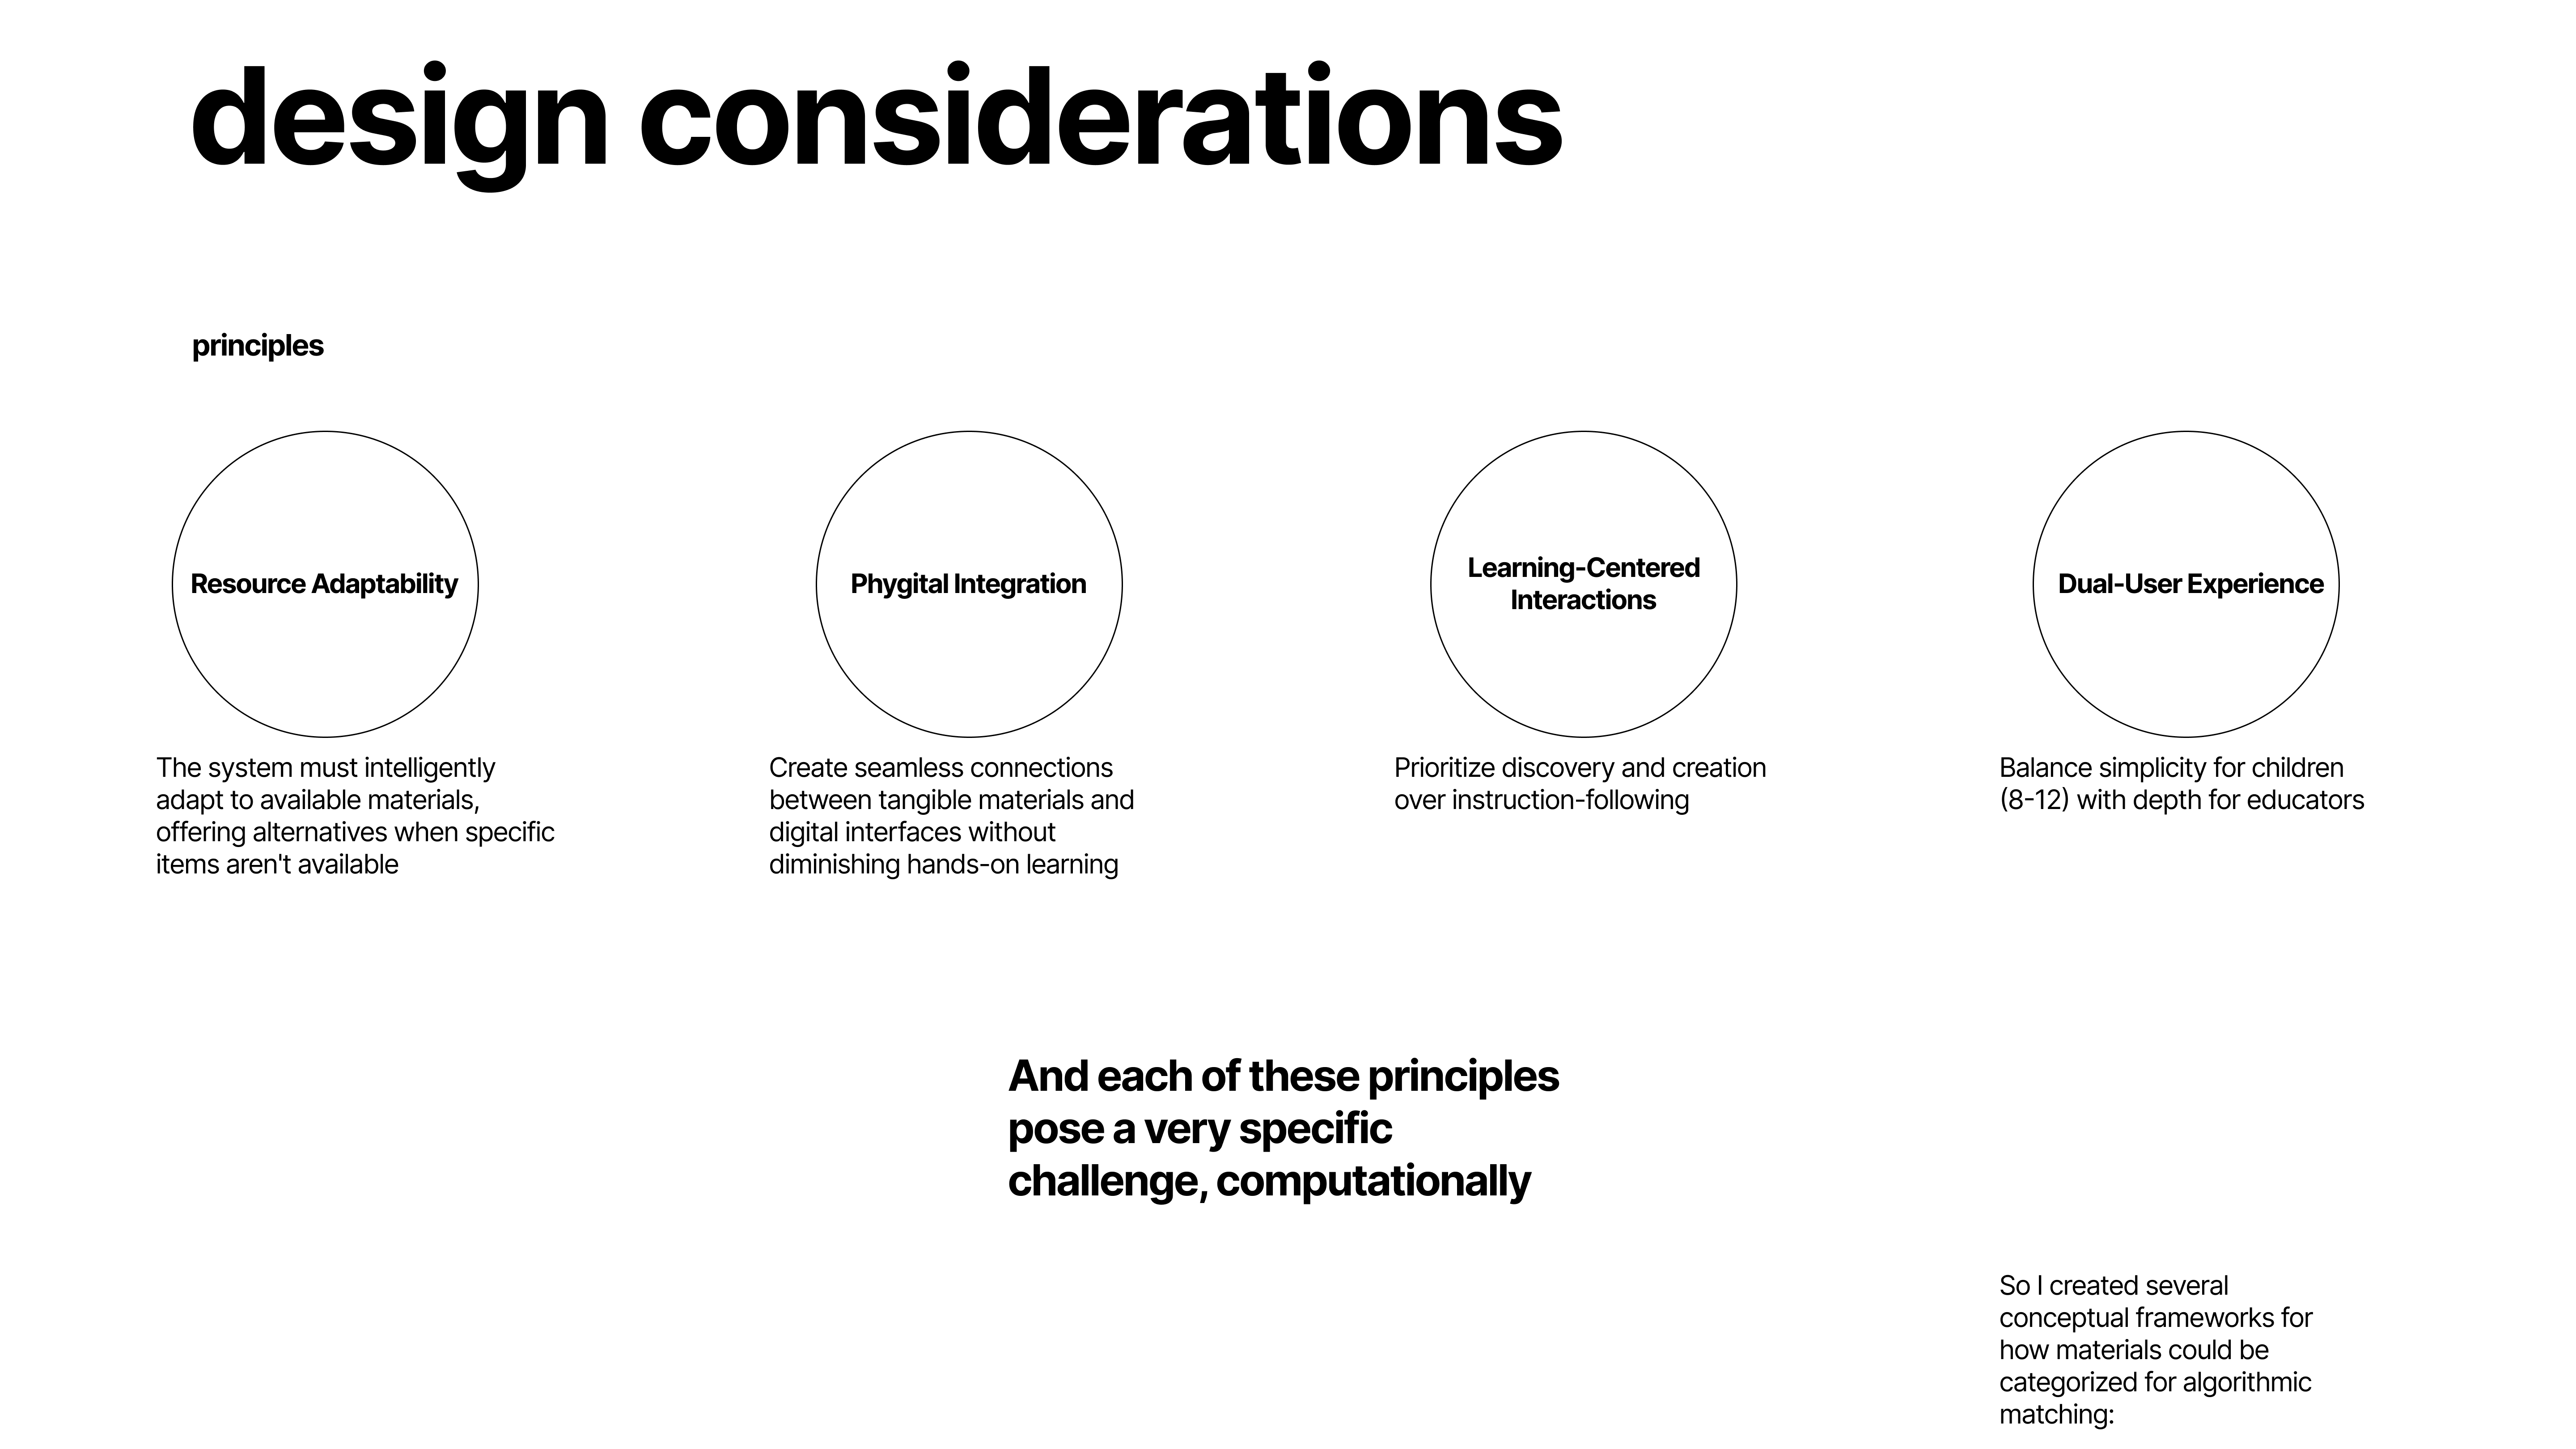 design considerations
principles
Resource Adaptability
The system must intelligently
adapt to available materials,
offering alternatives when specific
items aren't available
Phygital Integration
Create seamless connections
between tangible materials and
digital interfaces without
diminishing hands-on learning
Learning-Centered
Interactions
Prioritize discovery and creation
over instruction-following
Dual-User Experience
Balance simplicity for children
(8-12) with depth for educators
And each of these principles
pose a very specific
challenge, computationally
So I created several
conceptual frameworks for
how materials could be
categorized for algorithmic
matching: